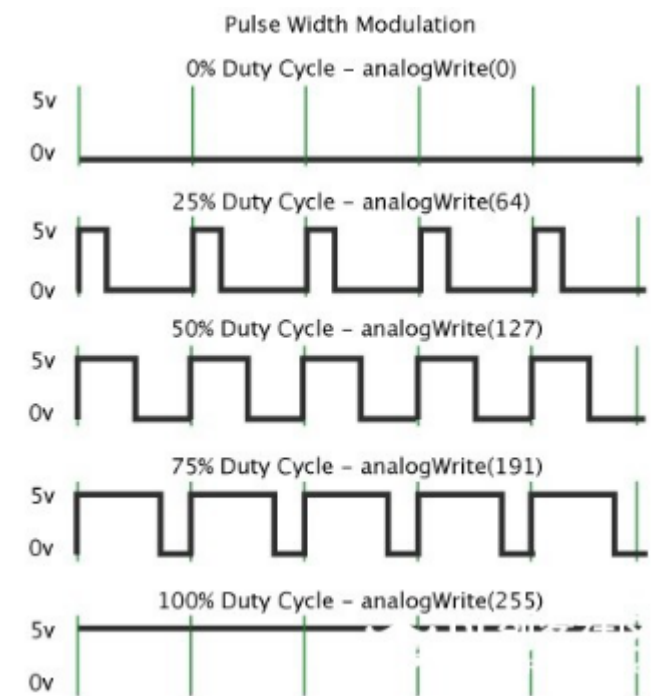 Pulse Width Modulation
0% Duty Cycle – analogWrite(0)
5v
0v
25% Duty Cycle – analogWrite(64)
5v
0v
50% Duty Cycle – analogWrite(127)
5v
0v
75% Duty Cycle – analogWrite(191)
5v
0v
100% Duty Cycle – analogWrite(255)
5v
0v